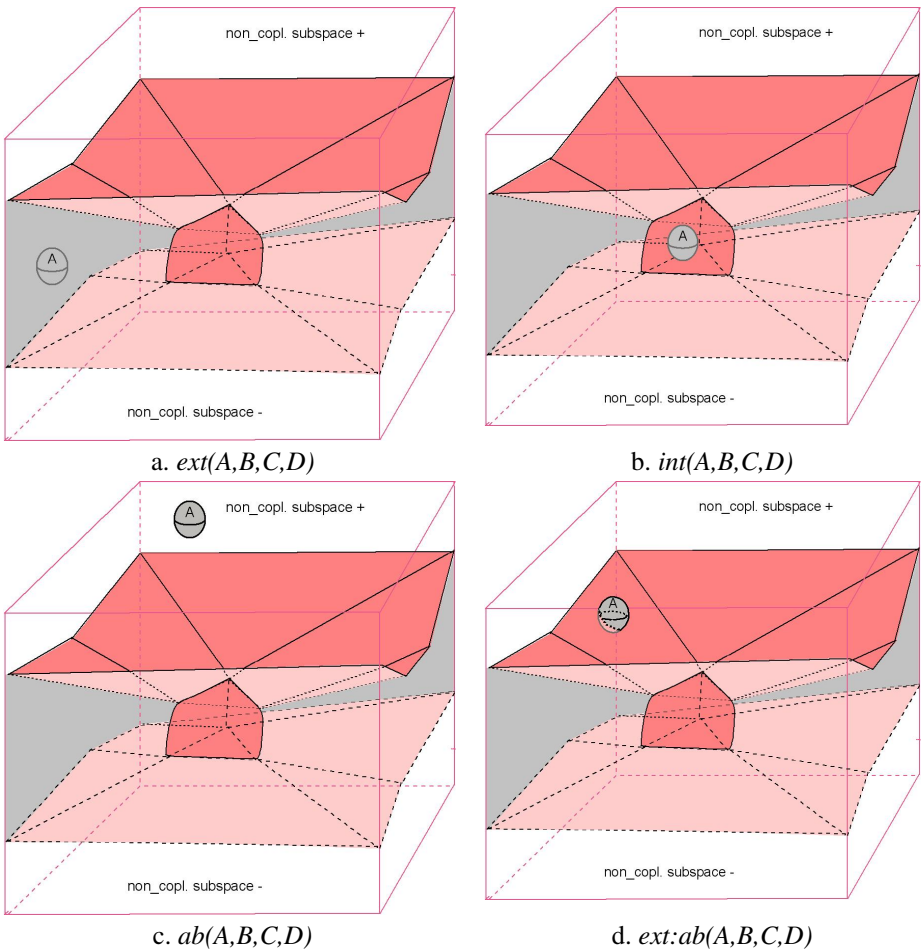 non_copl. subspace +
A
non_copl. subspace -
a. ext(A,B,C,D)
non_copl. subspace +
A
non_copl. subspace -
b. int(A,B,C,D)
A
non_copl. subspace +
non_copl. subspace -
c. ab(A,B,C,D)
non_copl. subspace +
A
non_copl. subspace -
d. ext:ab(A,B,C,D)